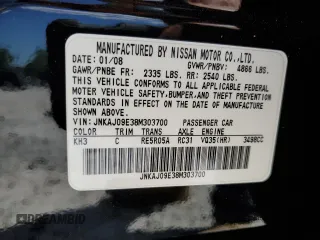 MANUFACTURED BY NISSAN MOTOR CO.,LTD.
DATE: 01/08 GVWR/PNBV: 4866 LBS.
GAWR/PNBE FR: 2335 LBS. RR: 2540 LBS.
THIS VEHICLE CONFORMS TO ALL APPLICABLE FEDERAL
MOTOR VEHICLE SAFETY,BUMPER,AND THEFT PREVENTION
STANDARDS IN EFFECT ON THE DATE OF MANUFACTURE
SHOWN ABOVE.
VIN: JNKAJ09E38M303700 PASSENGER CAR
COLOR TRIM TRANS AXLE ENGINE
KH3 C RE5R05A RC31 VQ35(HR) 3498CC
JNKAJ09E38M303700